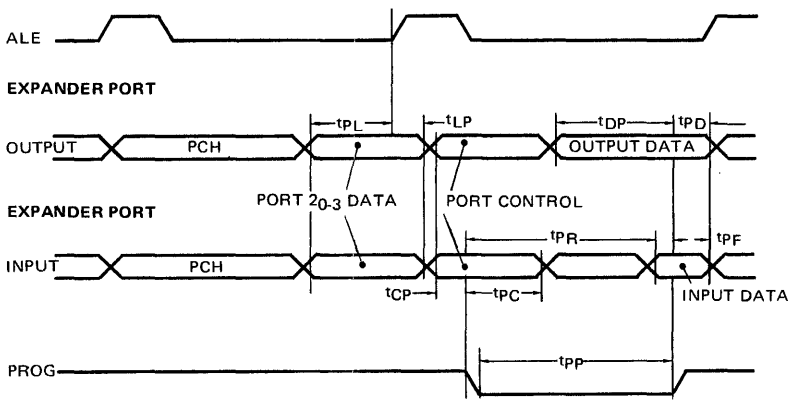 ALE
EXPANDER PORT
tPL
tLP
tDP
tPD
OUTPUT
PCH
OUTPUT DATA
PORT 20-3 DATA
PORT CONTROL
EXPANDER PORT
tPR
tPF
INPUT
PCH
tCP
tPC
INPUT DATA
tPP
PROG